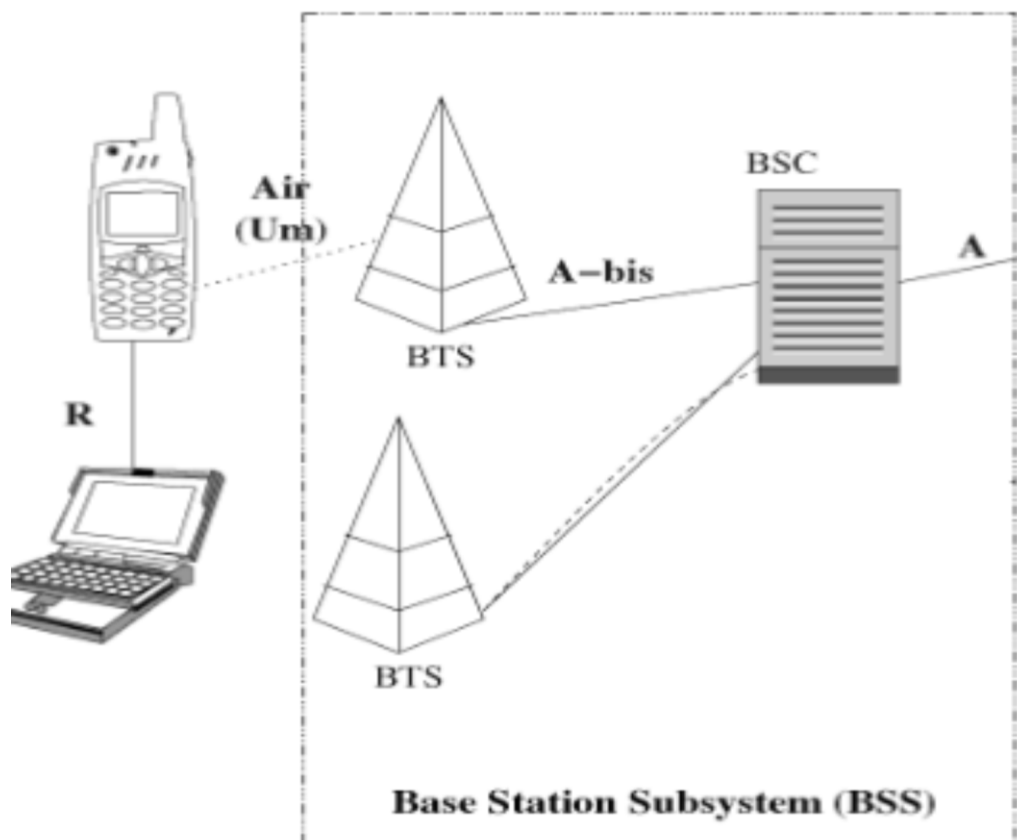 BSC
Air
(Um)
A
A-bis
BTS
R
BTS
Base Station Subsystem (BSS)